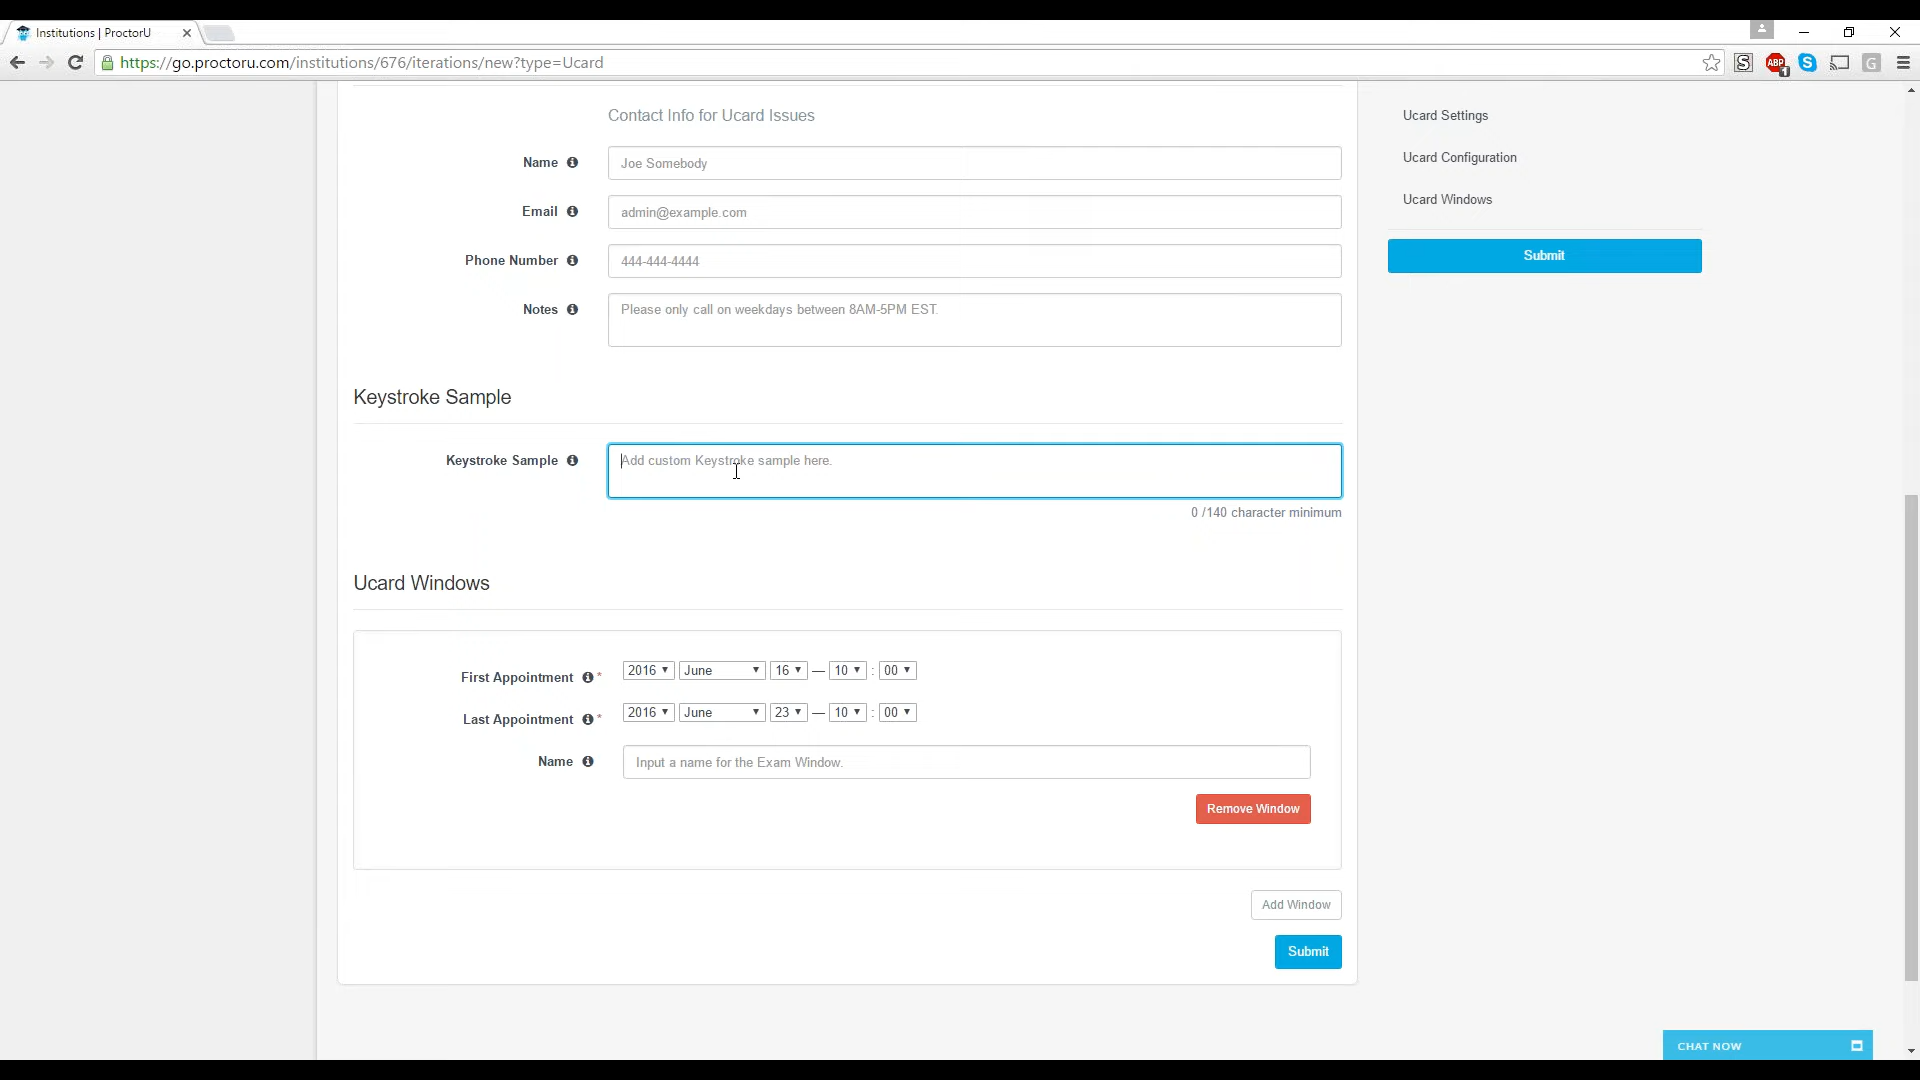 Institutions | ProctorU
https://go.proctoru.com/institutions/676/iterations/new?type=Ucard
S
ABP
1
S
G
Contact Info for Ucard Issues
Name
Joe Somebody
Email
admin@example.com
Phone Number
444-444-4444
Notes
Please only call on weekdays between 8AM-5PM EST.
Keystroke Sample
Keystroke Sample
Add custom Keystroke sample here.
0 /140 character minimum
Ucard Windows
First Appointment * 2016 June 16 — 10 : 00
Last Appointment * 2016 June 23 — 10 : 00
Name
Input a name for the Exam Window.
Remove Window
Add Window
Submit
Ucard Settings
Ucard Configuration
Ucard Windows
Submit
CHAT NOW